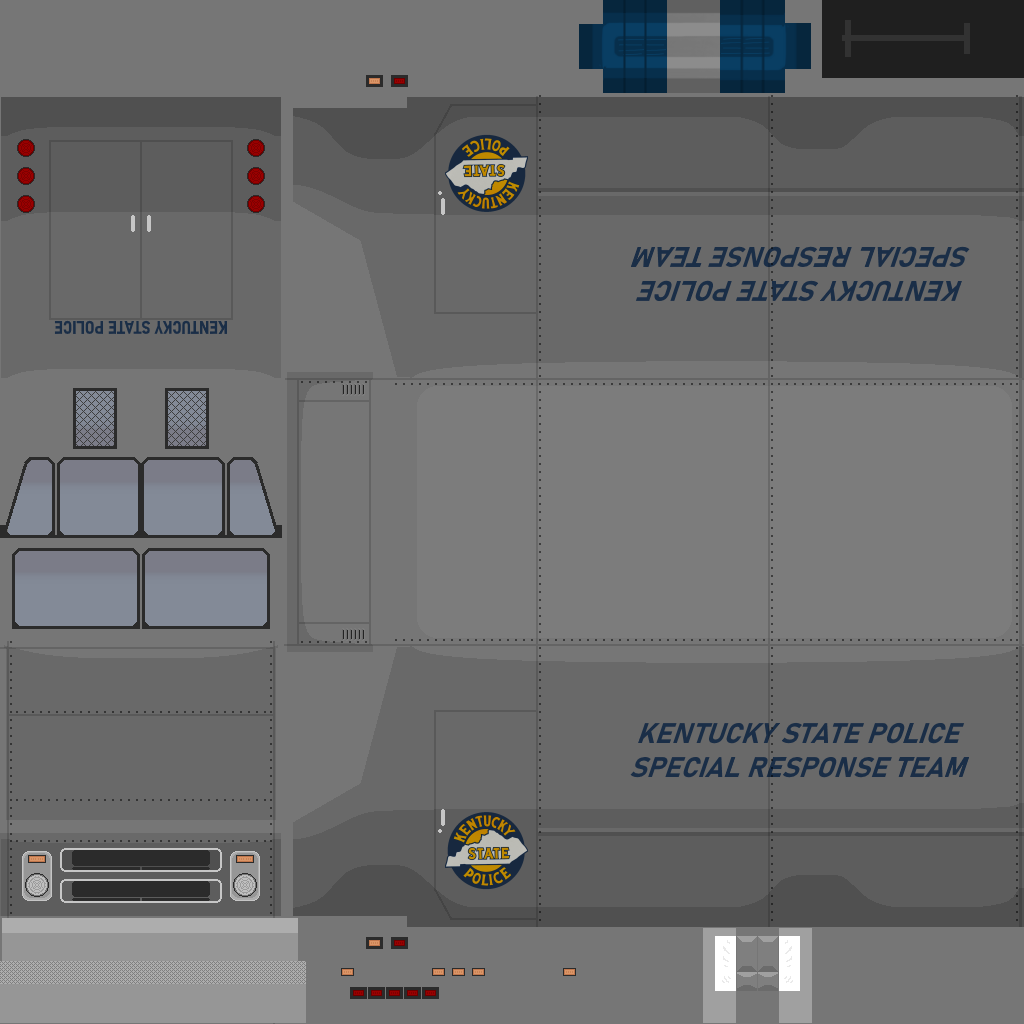 KENTUCKY
STATE
POLICE
SPECIAL RESPONSE TEAM
KENTUCKY STATE POLICE
KENTUCKY STATE POLICE
KENTUCKY STATE POLICE
SPECIAL RESPONSE TEAM
KENTUCKY
STATE
POLICE